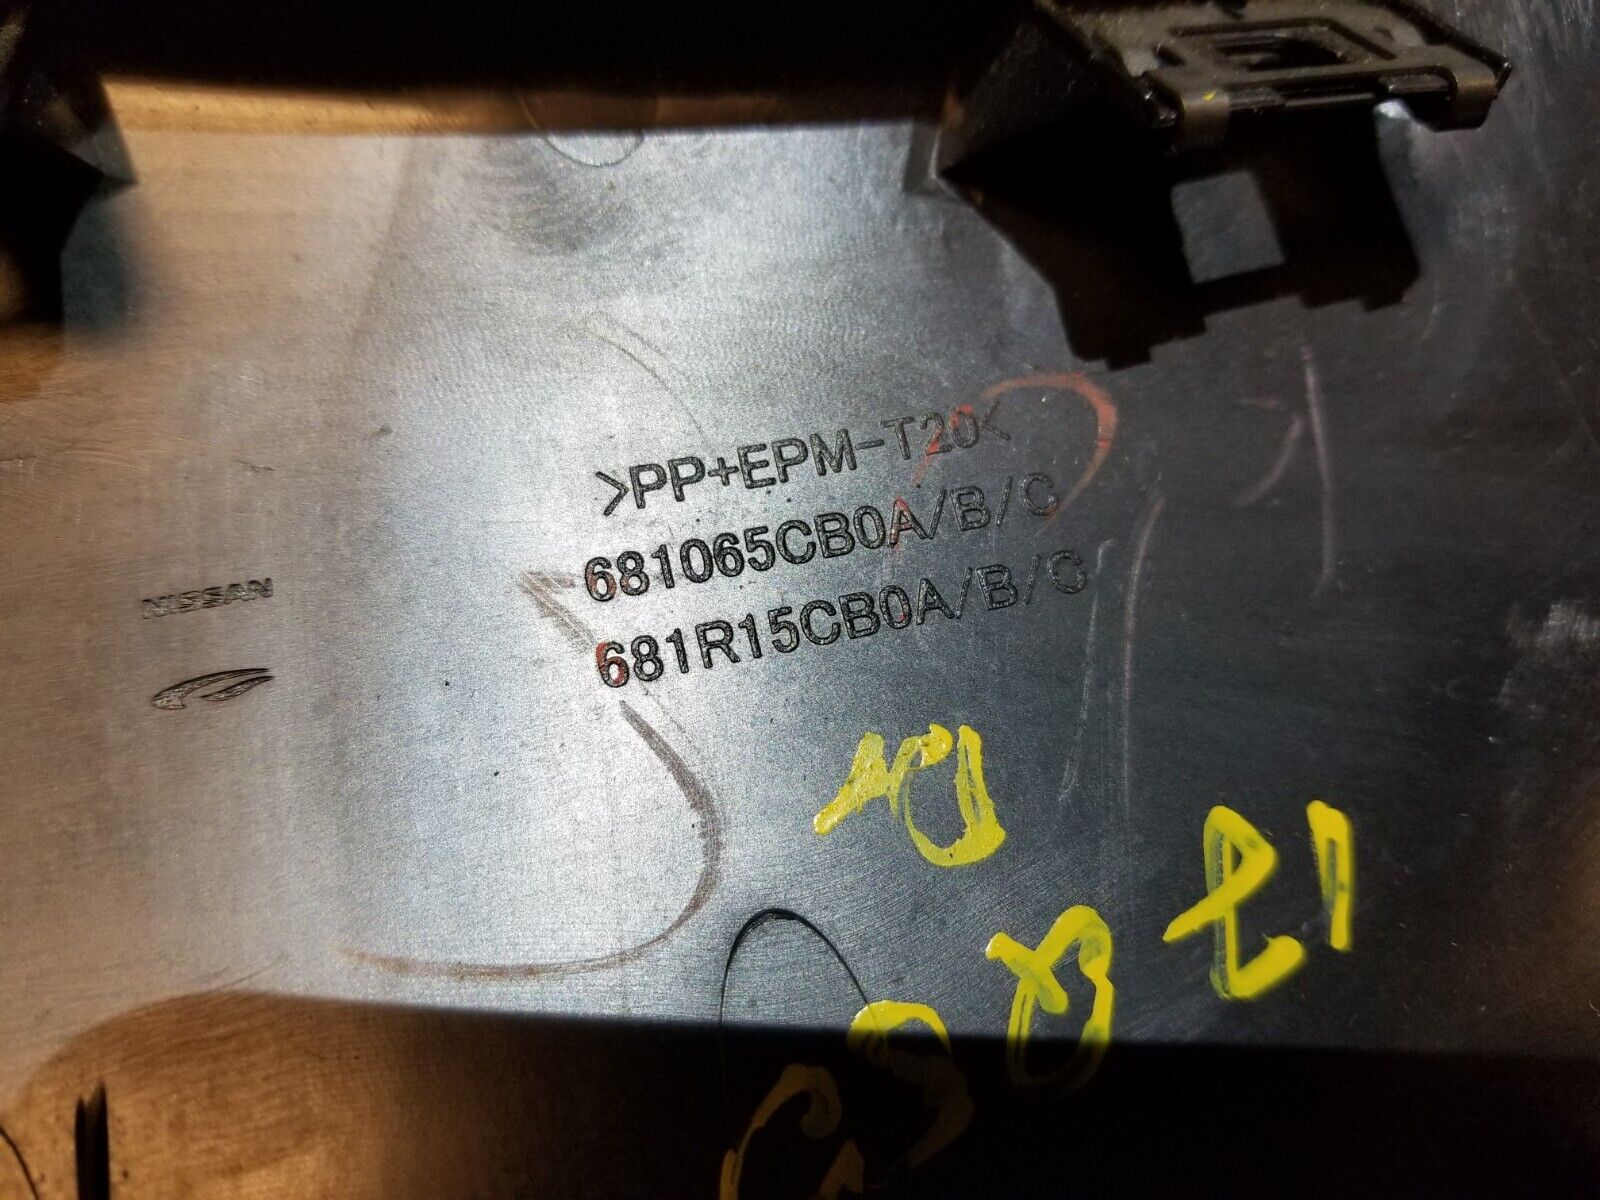 >PP+EPM-T20<
681065CB0A/B/C
681R15CB0A/B/C
NISSAN